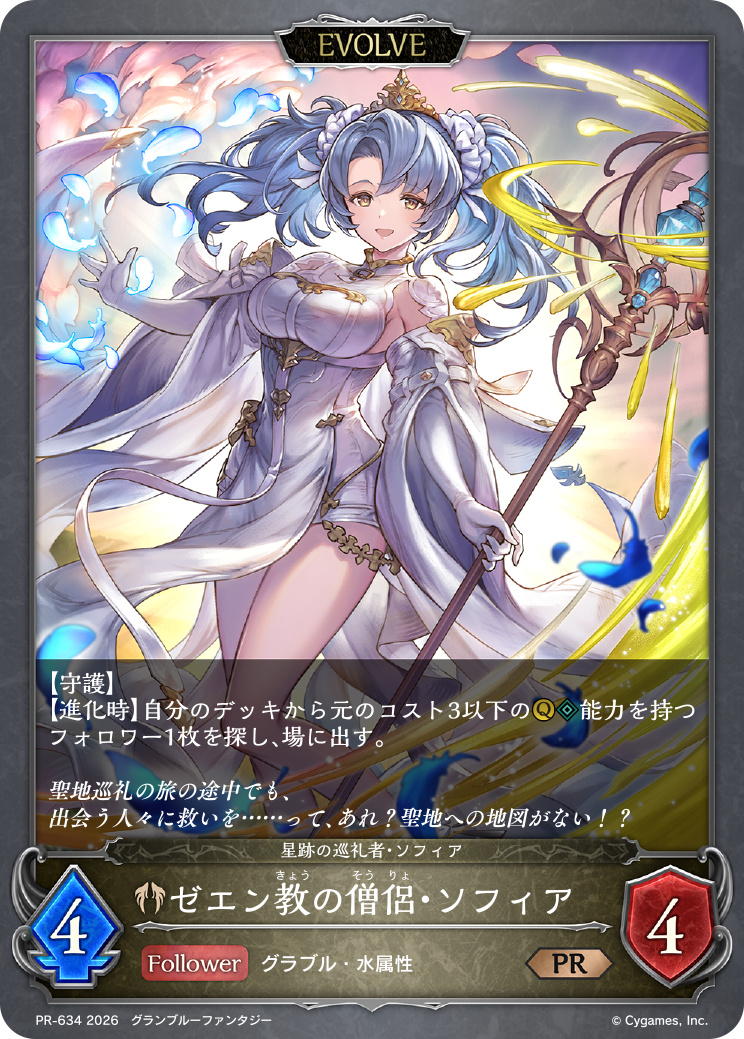 EVOLVE
【守護】
【進化時】自分のデッキから元のコスト3以下のQ能力を持つ
フォロワー1枚を探し、場に出す。
聖地巡礼の旅の途中でも、
出会う人々に救いを……って、あれ？聖地への地図がない！？
星跡の巡礼者・ソフィア
きょう そうりょ
ゼエン教の僧侶・ソフィア
4
4
Follower グラブル・水属性
PR
PR-634 2026 グランブルーファンタジー
© Cygames, Inc.